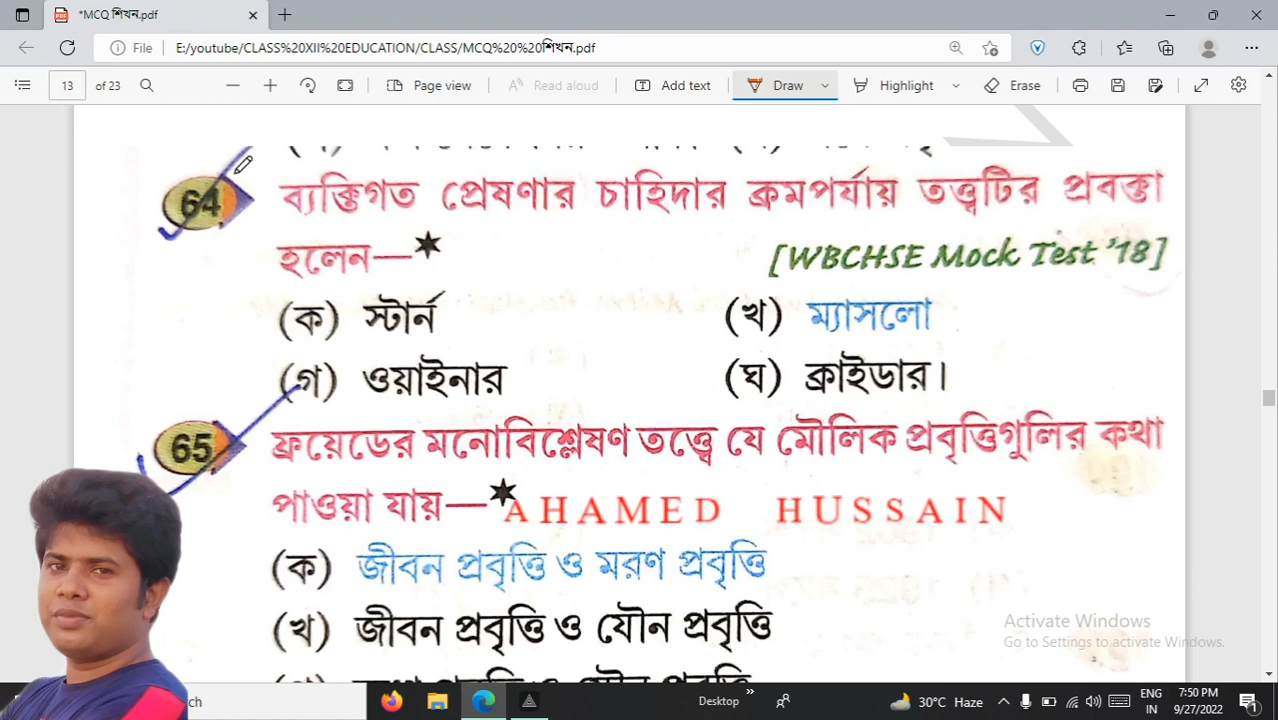 *MCQ শিখন.pdf
File E:/youtube/CLASS%20XII%20EDUCATION/CLASS/MCQ%20%20শিখন.pdf
13 of 23 Page view Read aloud Add text Draw Highlight Erase
64 ব্যক্তিগত প্রেষণার চাহিদার ক্রমপর্যায় তত্ত্বটির প্রবক্তা
হলেন—★ [WBCHSE Mock Test '18]
(ক) স্টার্ন (খ) ম্যাসলো
(গ) ওয়াইনার (ঘ) ক্রাইডার।
65 ফ্রয়েডের মনোবিশ্লেষণ তত্ত্বে যে মৌলিক প্রবৃত্তিগুলির কথা
পাওয়া যায়—★ AHAMED HUSSAIN
(ক) জীবন প্রবৃত্তি ও মরণ প্রবৃত্তি
(খ) জীবন প্রবৃত্তি ও যৌন প্রবৃত্তি
Activate Windows
Go to Settings to activate Windows.
rch Desktop 30°C Haze ENG IN 7:50 PM 9/27/2022